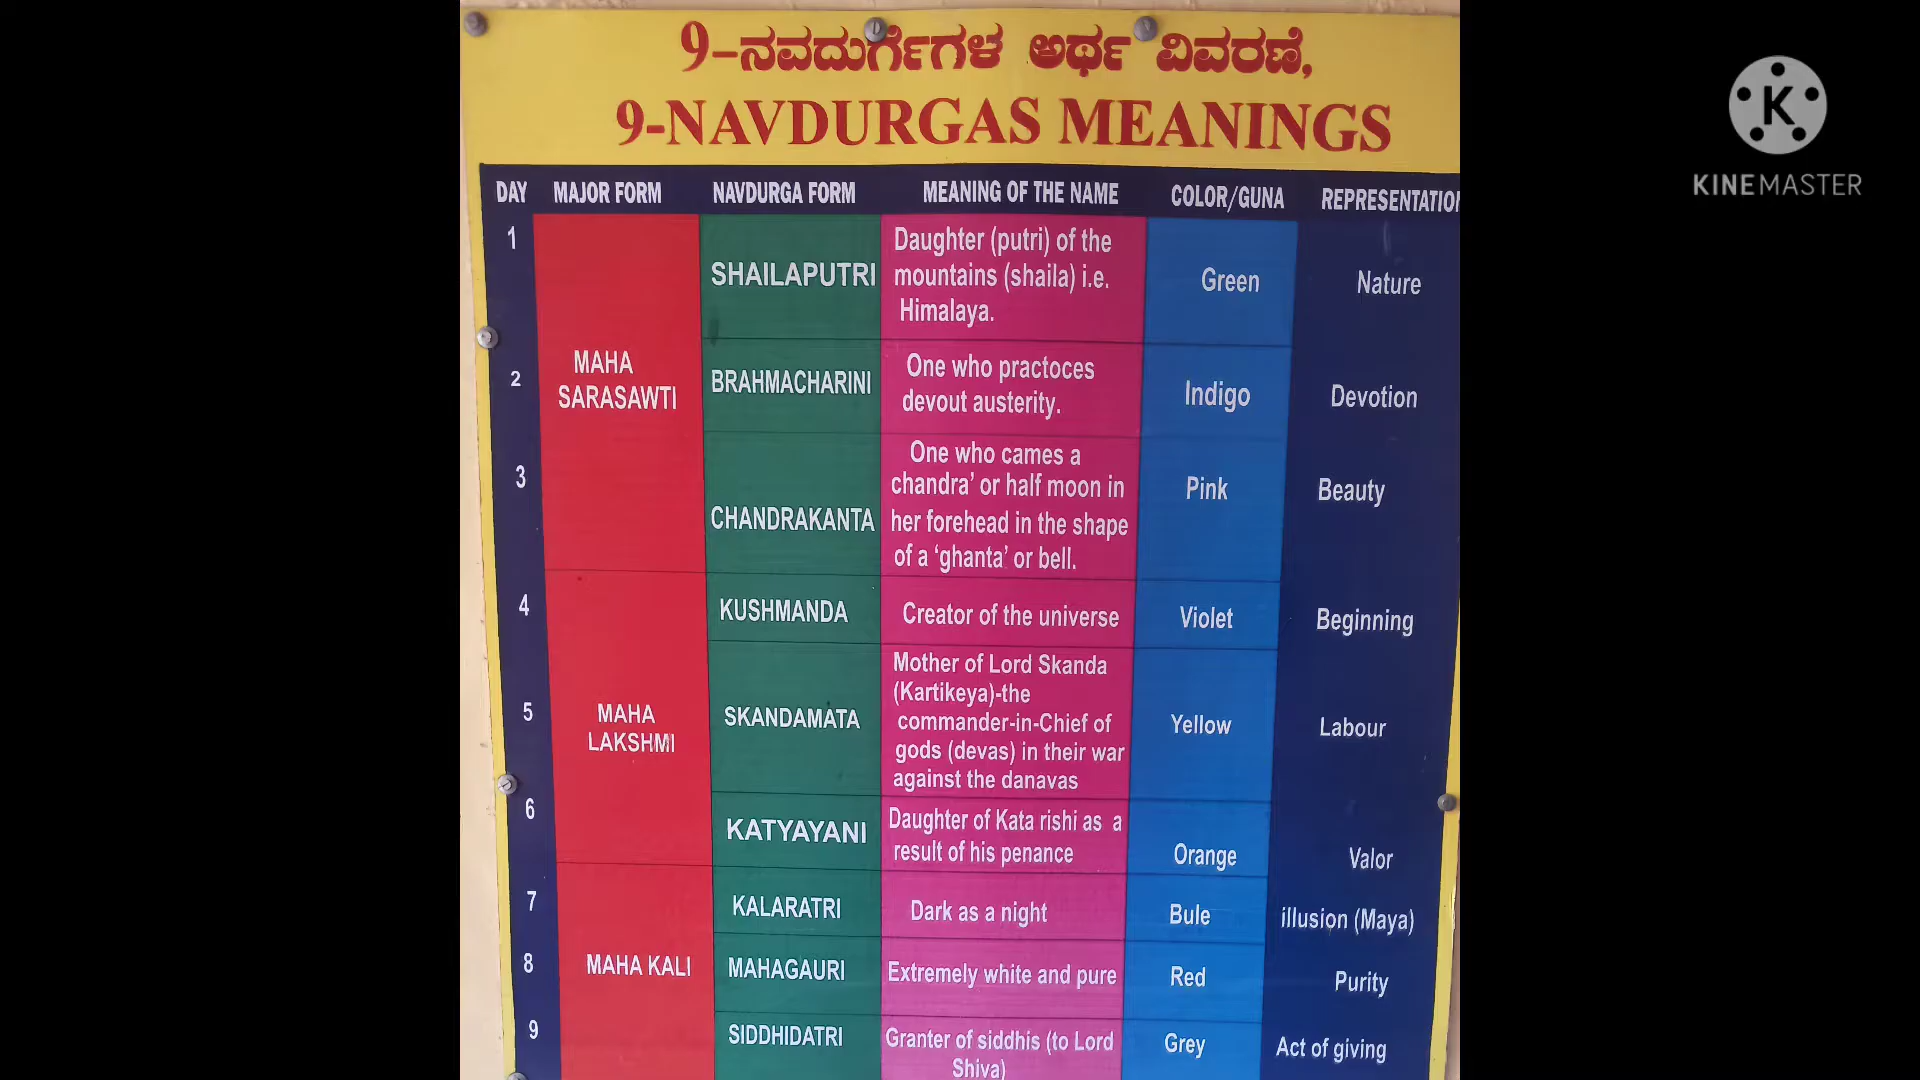 9-ನವದುರ್ಗೆಗಳ ಅರ್ಥ ವಿವರಣೆ,
9-NAVDURGAS MEANINGS
KINEMASTER
DAY MAJOR FORM NAVDURGA FORM MEANING OF THE NAME COLOR/GUNA REPRESENTATION
1
MAHA
SARASAWTI
SHAILAPUTRI
Daughter (putri) of the
mountains (shaila) i.e.
Himalaya.
Green
Nature
2
BRAHMACHARINI
One who practoces
devout austerity.
Indigo
Devotion
3
CHANDRAKANTA
One who cames a
chandra' or half moon in
her forehead in the shape
of a 'ghanta' or bell.
Pink
Beauty
4
MAHA
LAKSHMI
KUSHMANDA
Creator of the universe
Violet
Beginning
5
SKANDAMATA
Mother of Lord Skanda
(Kartikeya)-the
commander-in-Chief of
gods (devas) in their war
against the danavas
Yellow
Labour
6
KATYAYANI
Daughter of Kata rishi as a
result of his penance
Orange
Valor
7
MAHA KALI
KALARATRI
Dark as a night
Bule
illusion (Maya)
8
MAHAGAURI
Extremely white and pure
Red
Purity
9
SIDDHIDATRI
Granter of siddhis (to Lord
Shiva)
Grey
Act of giving